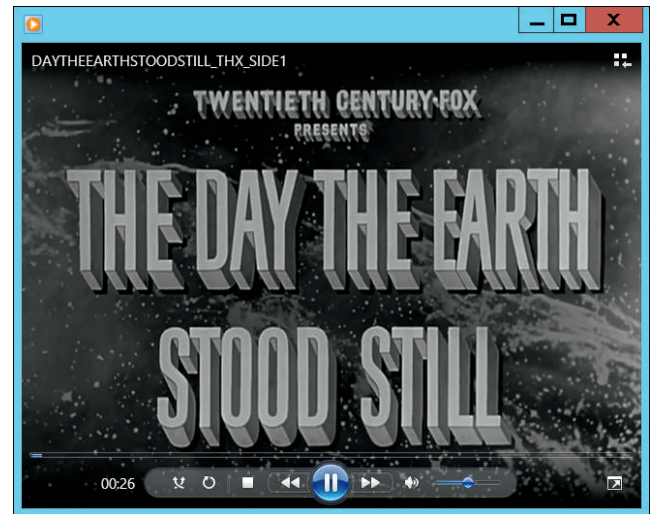 DAYTHEEARTHSTOODSTILL_THX_SIDE1
TWENTIETH CENTURY-FOX
PRESENTS
THE DAY THE EARTH
STOOD STILL
00:26